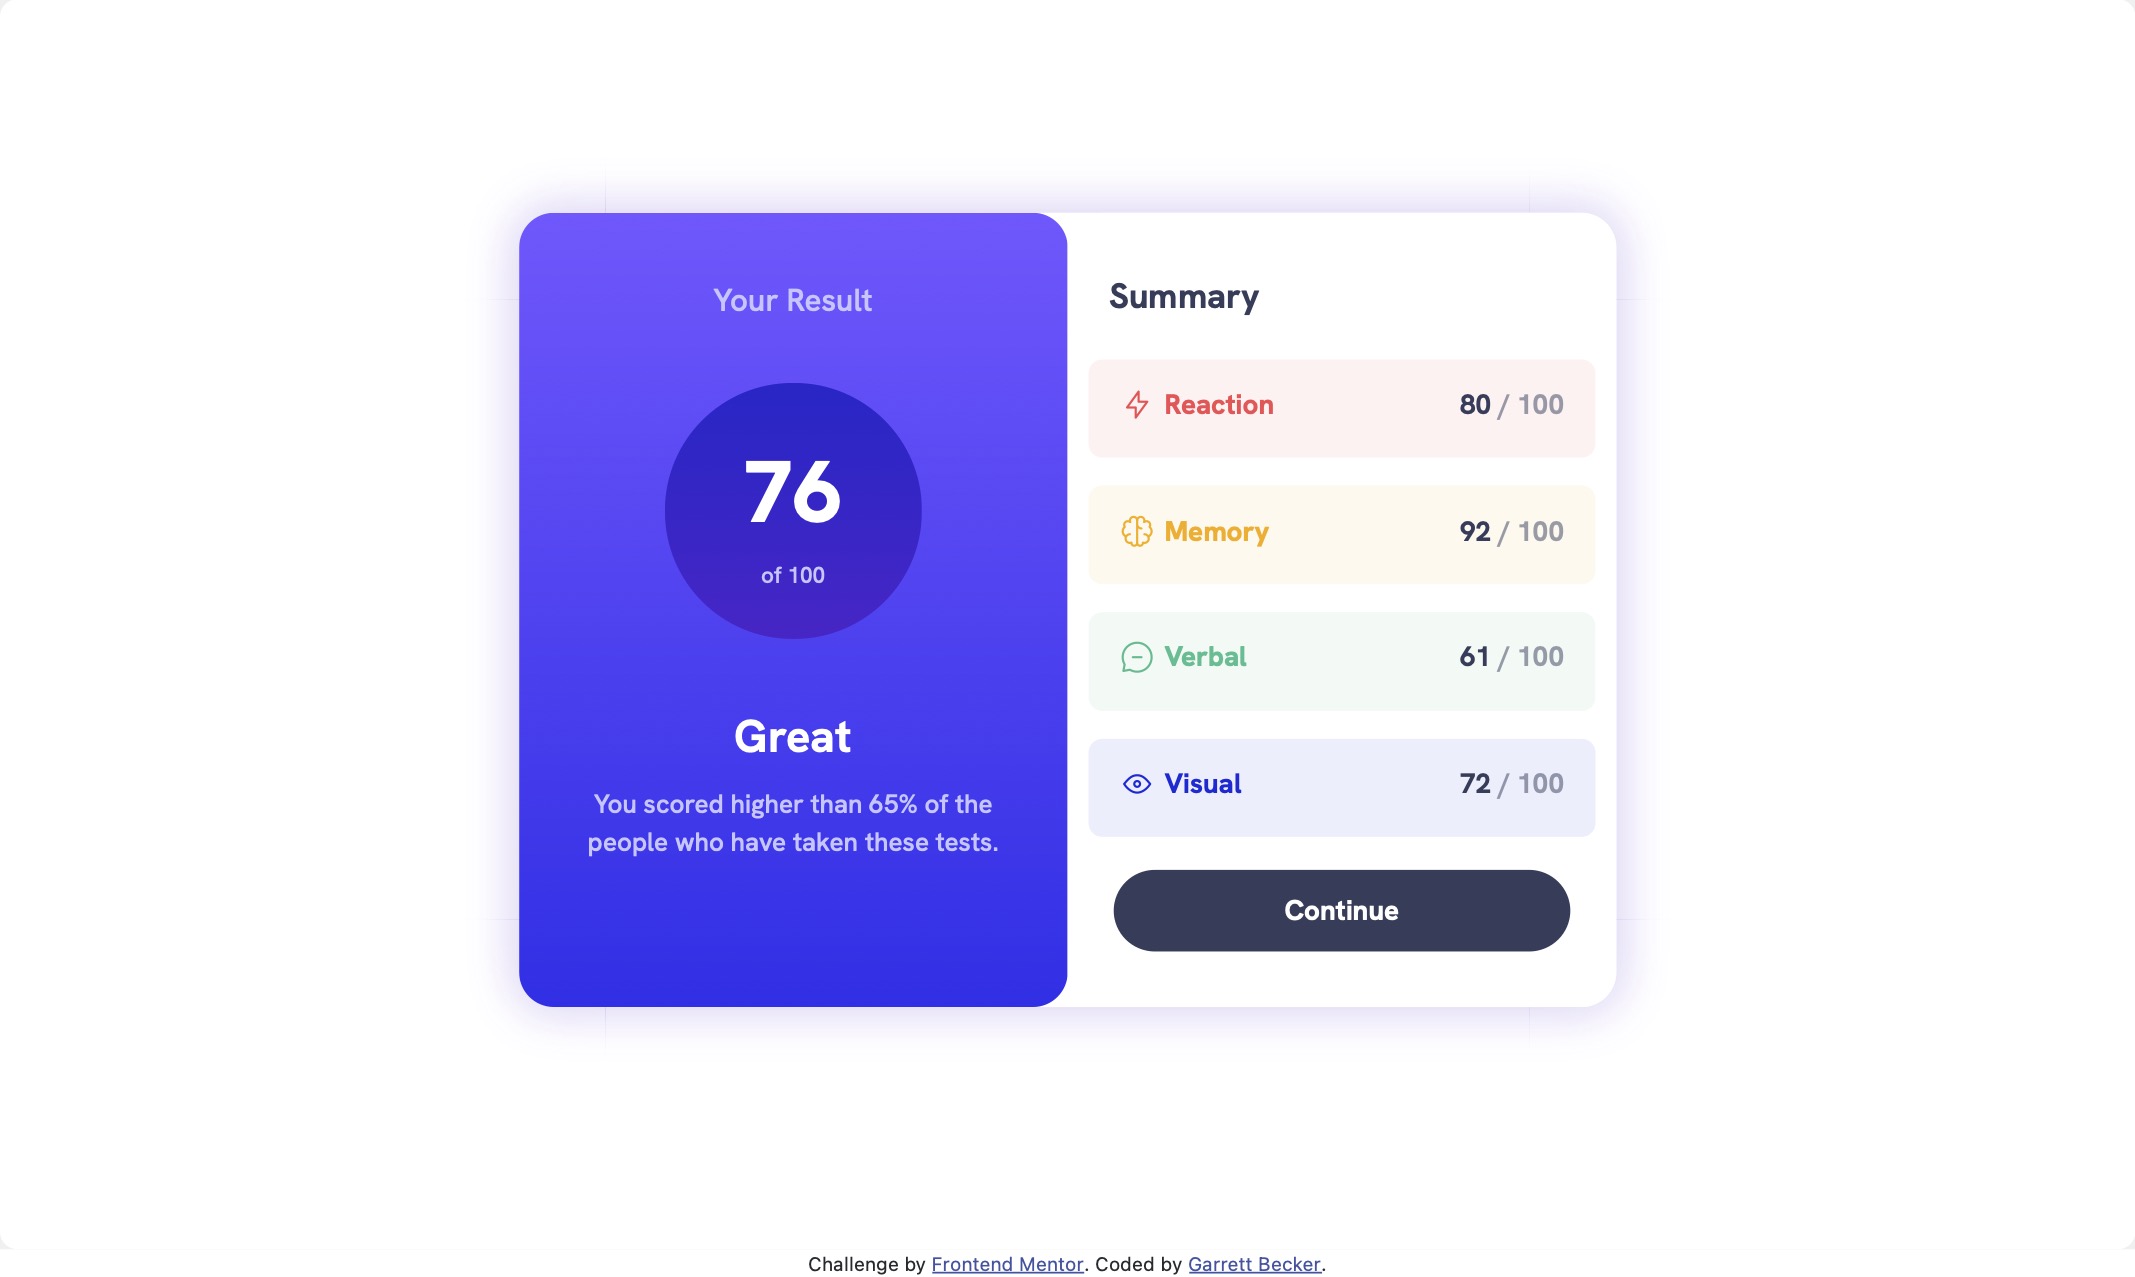 Your Result
76
of 100
Great
You scored higher than 65% of the
people who have taken these tests.
Summary
Reaction 80 / 100
Memory 92 / 100
Verbal 61 / 100
Visual 72 / 100
Continue
Challenge by Frontend Mentor. Coded by Garrett Becker.